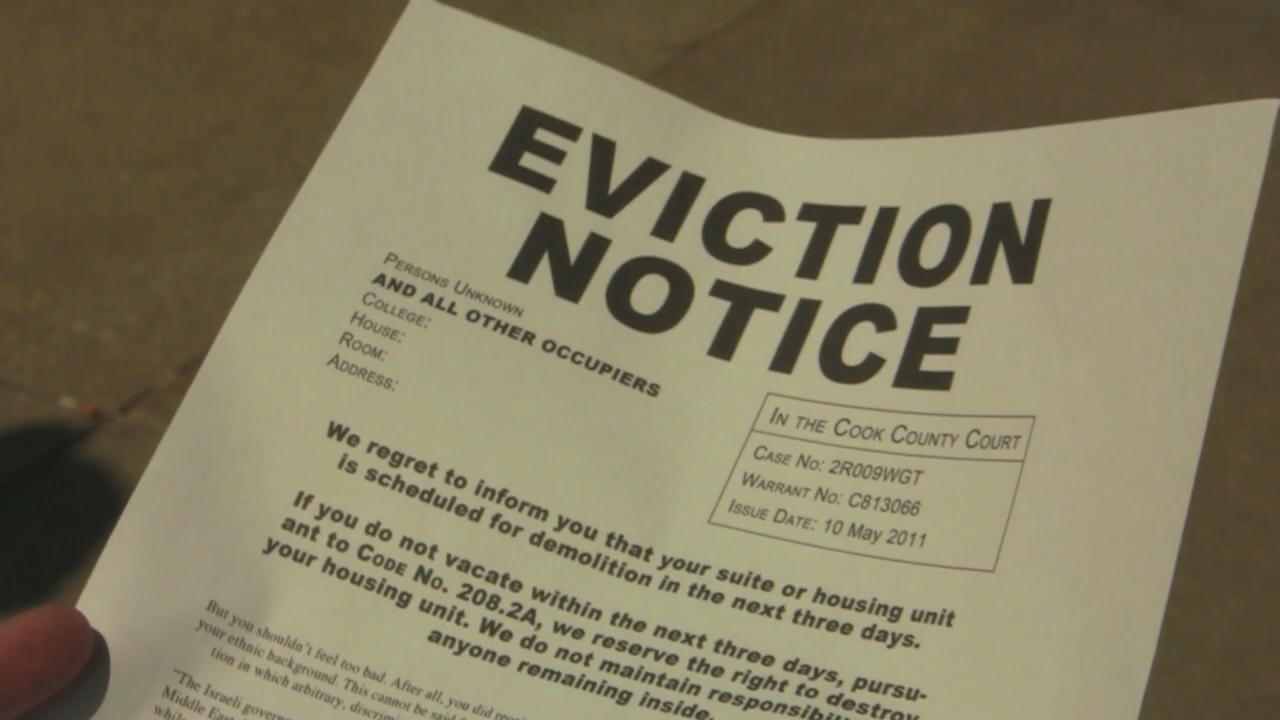 EVICTION
NOTICE
PERSONS UNKNOWN
AND ALL OTHER OCCUPIERS
COLLEGE:
HOUSE:
ROOM:
ADDRESS:
IN THE COOK COUNTY COURT
CASE NO: 2R009WGT
WARRANT NO: C813066
ISSUE DATE: 10 May 2011
We regret to inform you that your suite or housing unit
is scheduled for demolition in the next three days.
If you do not vacate within the next three days, pursu-
ant to CODE NO. 208.2A, we reserve the right to destroy
your housing unit. We do not maintain
anyone remaining inside.
But you shouldn't feel too bad. After all, you did
your ethnic background. This cannot be said
tion in which arbitrary,
"The Israeli
Middle